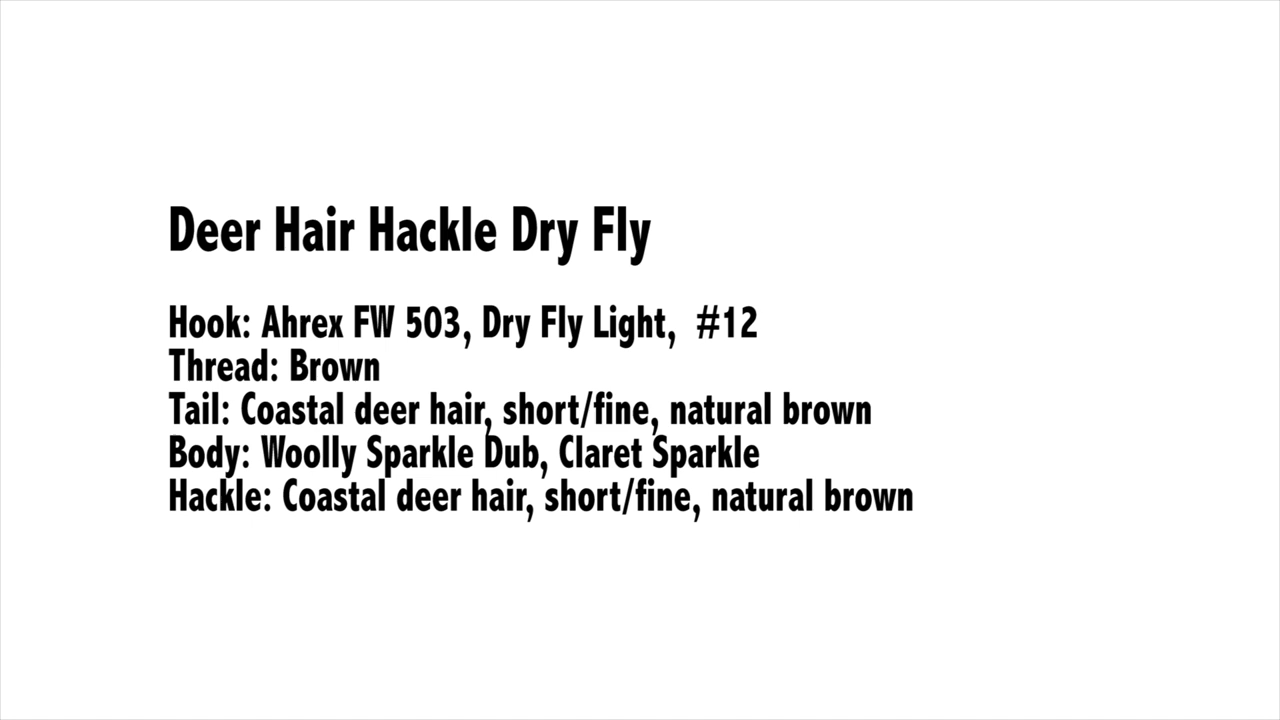 Deer Hair Hackle Dry Fly
Hook: Ahrex FW 503, Dry Fly Light,  #12
Thread: Brown
Tail: Coastal deer hair, short/fine, natural brown
Body: Woolly Sparkle Dub, Claret Sparkle
Hackle: Coastal deer hair, short/fine, natural brown